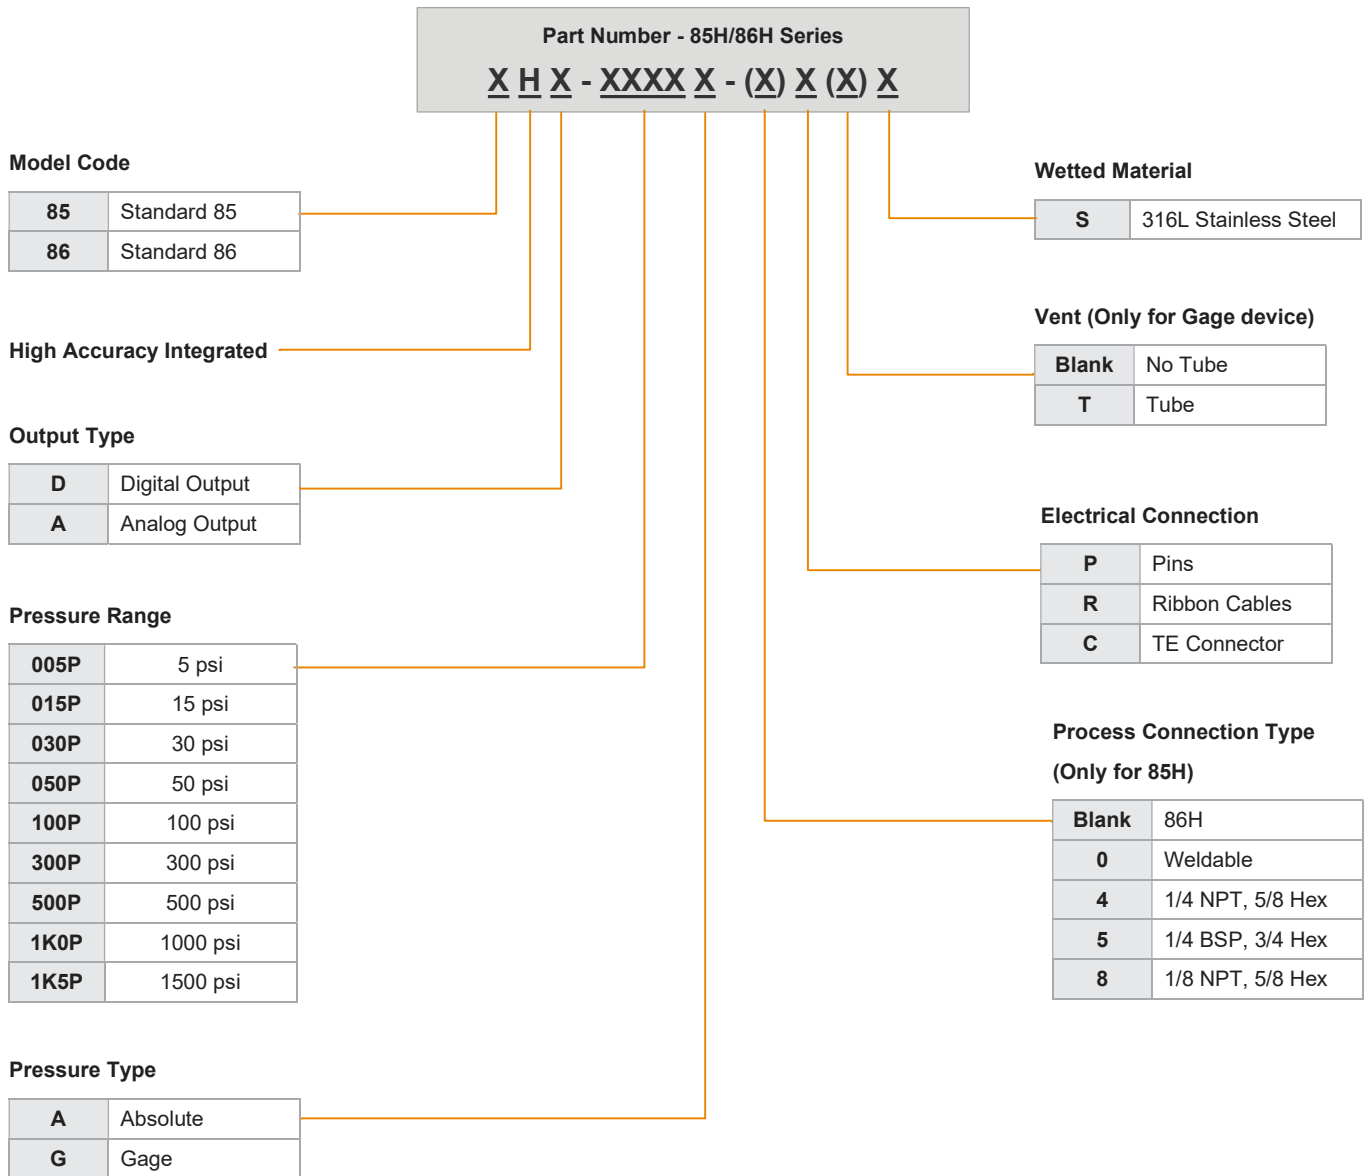 Part Number - 85H/86H Series
X H X - XXXX X - (X) X (X) X
Model Code
85 Standard 85
86 Standard 86
High Accuracy Integrated
Output Type
D Digital Output
A Analog Output
Pressure Range
005P 5 psi
015P 15 psi
030P 30 psi
050P 50 psi
100P 100 psi
300P 300 psi
500P 500 psi
1K0P 1000 psi
1K5P 1500 psi
Pressure Type
A Absolute
G Gage
Wetted Material
S 316L Stainless Steel
Vent (Only for Gage device)
Blank No Tube
T Tube
Electrical Connection
P Pins
R Ribbon Cables
C TE Connector
Process Connection Type
(Only for 85H)
Blank 86H
0 Weldable
4 1/4 NPT, 5/8 Hex
5 1/4 BSP, 3/4 Hex
8 1/8 NPT, 5/8 Hex